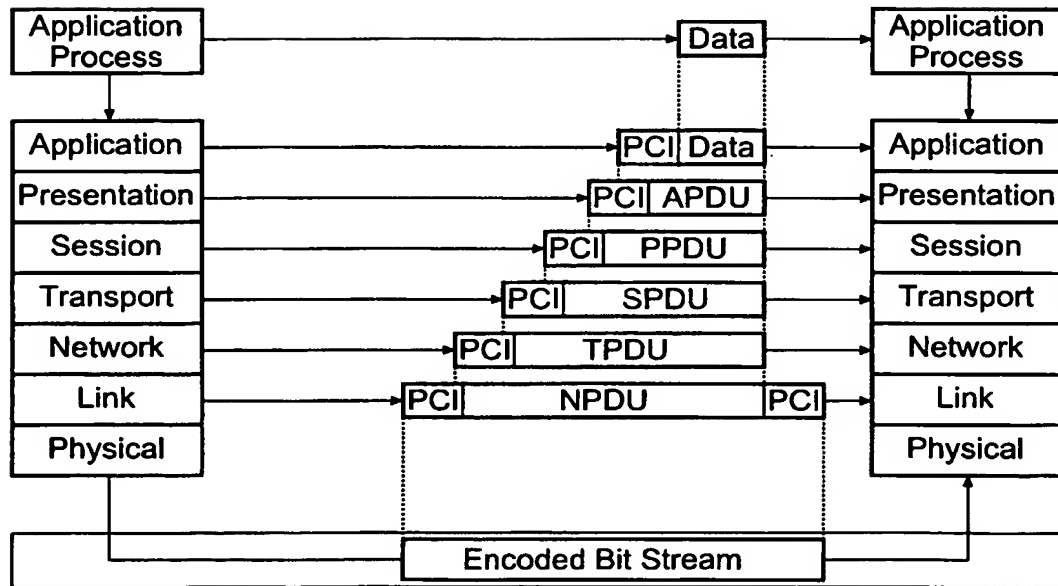 Application Process Data Application Process
Application PCI Data Application
Presentation PCI APDU Presentation
Session PCI PPDU Session
Transport PCI SPDU Transport
Network PCI TPDU Network
Link PCI NPDU PCI Link
Physical Physical
Encoded Bit Stream